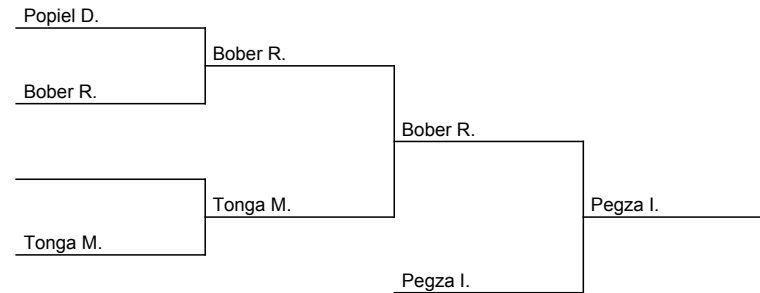 Popiel D.
Bober R.
Bober R.
Bober R.
Tonga M.
Pegza I.
Tonga M.
Pegza I.